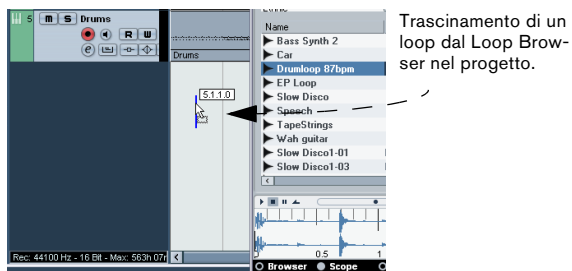 5 m S Drums
R W
e
Drums
5.1.1.0
Name
Bass Synth 2
Car
Drumloop 87bpm
EP Loop
Slow Disco
Speech
TapeStrings
Wah guitar
Slow Disco1-01
Slow Disco1-03
0.5 1
Browser Scope
Rec: 44100 Hz - 16 Bit - Max: 563h 07r
Trascinamento di un
loop dal Loop Brow-
ser nel progetto.